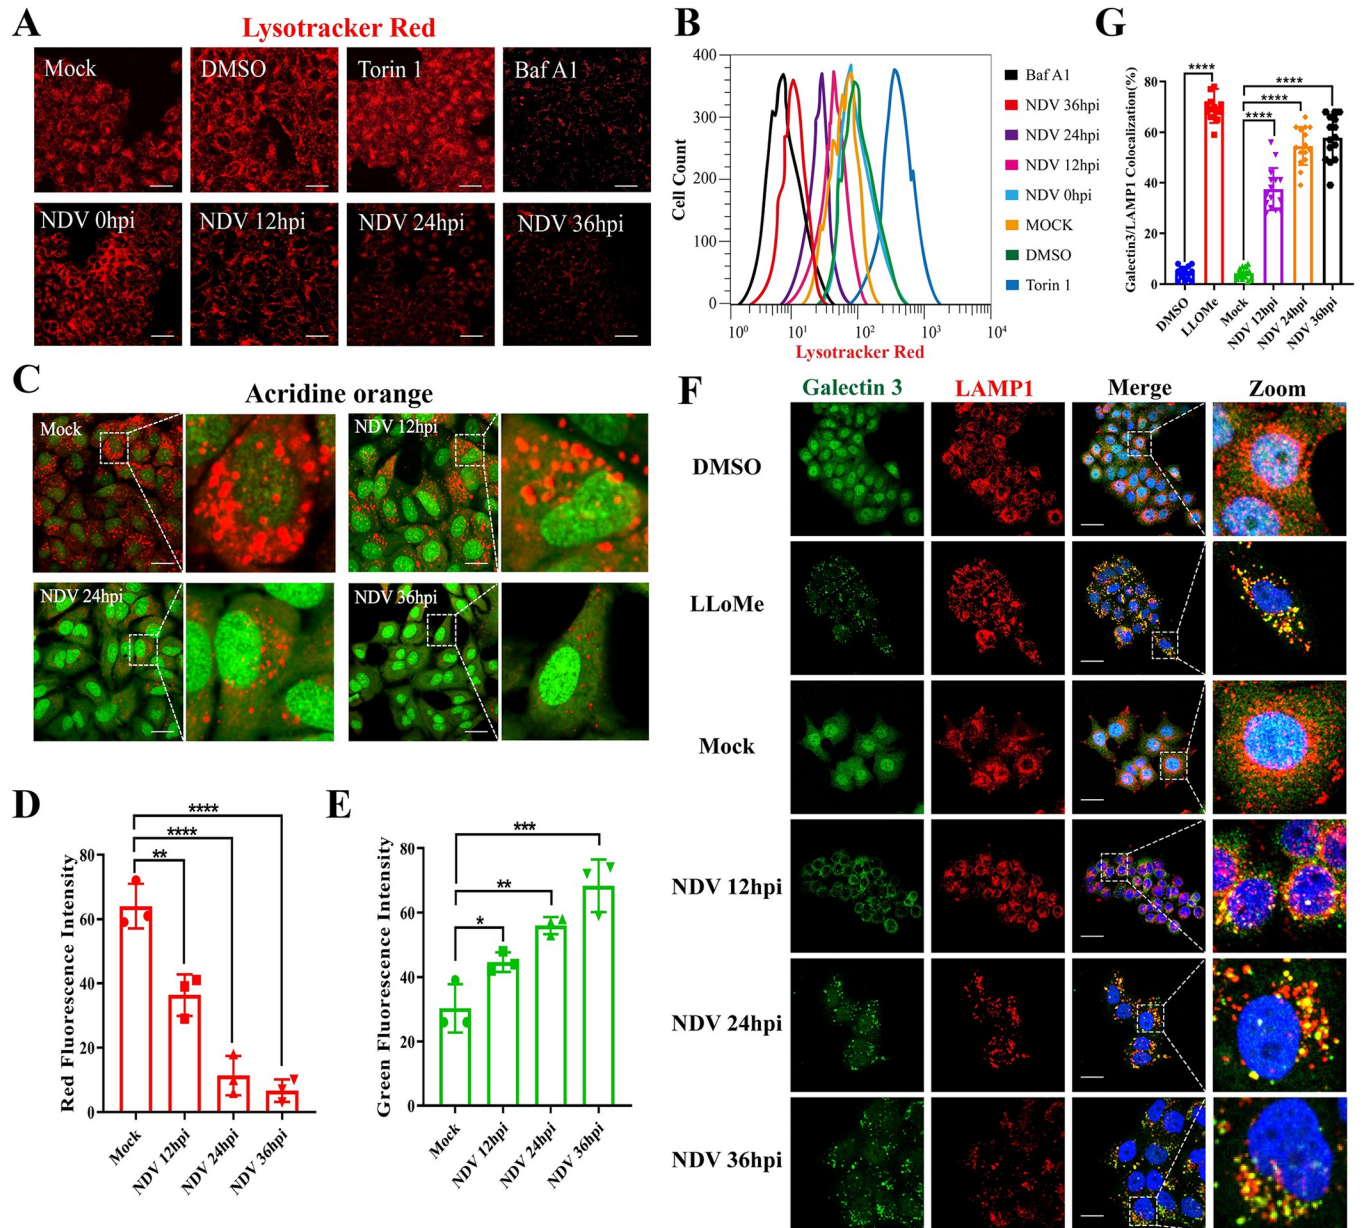 A
Lysotracker Red
Mock
DMSO
Torin 1
Baf A1
NDV 0hpi
NDV 12hpi
NDV 24hpi
NDV 36hpi
B
400
300
200
100
0
Cell Count
10⁰
10¹
10²
10³
10⁴
Lysotracker Red
Baf A1
NDV 36hpi
NDV 24hpi
NDV 12hpi
NDV 0hpi
MOCK
DMSO
Torin 1
G
Galectin3/LAMP1 Colocalization(%)
80
60
40
20
0
****
****
****
****
DMSO
LLOMe
Mock
NDV 12hpi
NDV 24hpi
NDV 36hpi
C
Acridine orange
Mock
NDV 12hpi
NDV 24hpi
NDV 36hpi
D
Red Fluorescence Intensity
80
60
40
20
0
****
****
**
Mock
NDV 12hpi
NDV 24hpi
NDV 36hpi
E
Green Fluorescence Intensity
80
60
40
20
0
***
**
*
Mock
NDV 12hpi
NDV 24hpi
NDV 36hpi
F
Galectin 3
LAMP1
Merge
Zoom
DMSO
LLoMe
Mock
NDV 12hpi
NDV 24hpi
NDV 36hpi